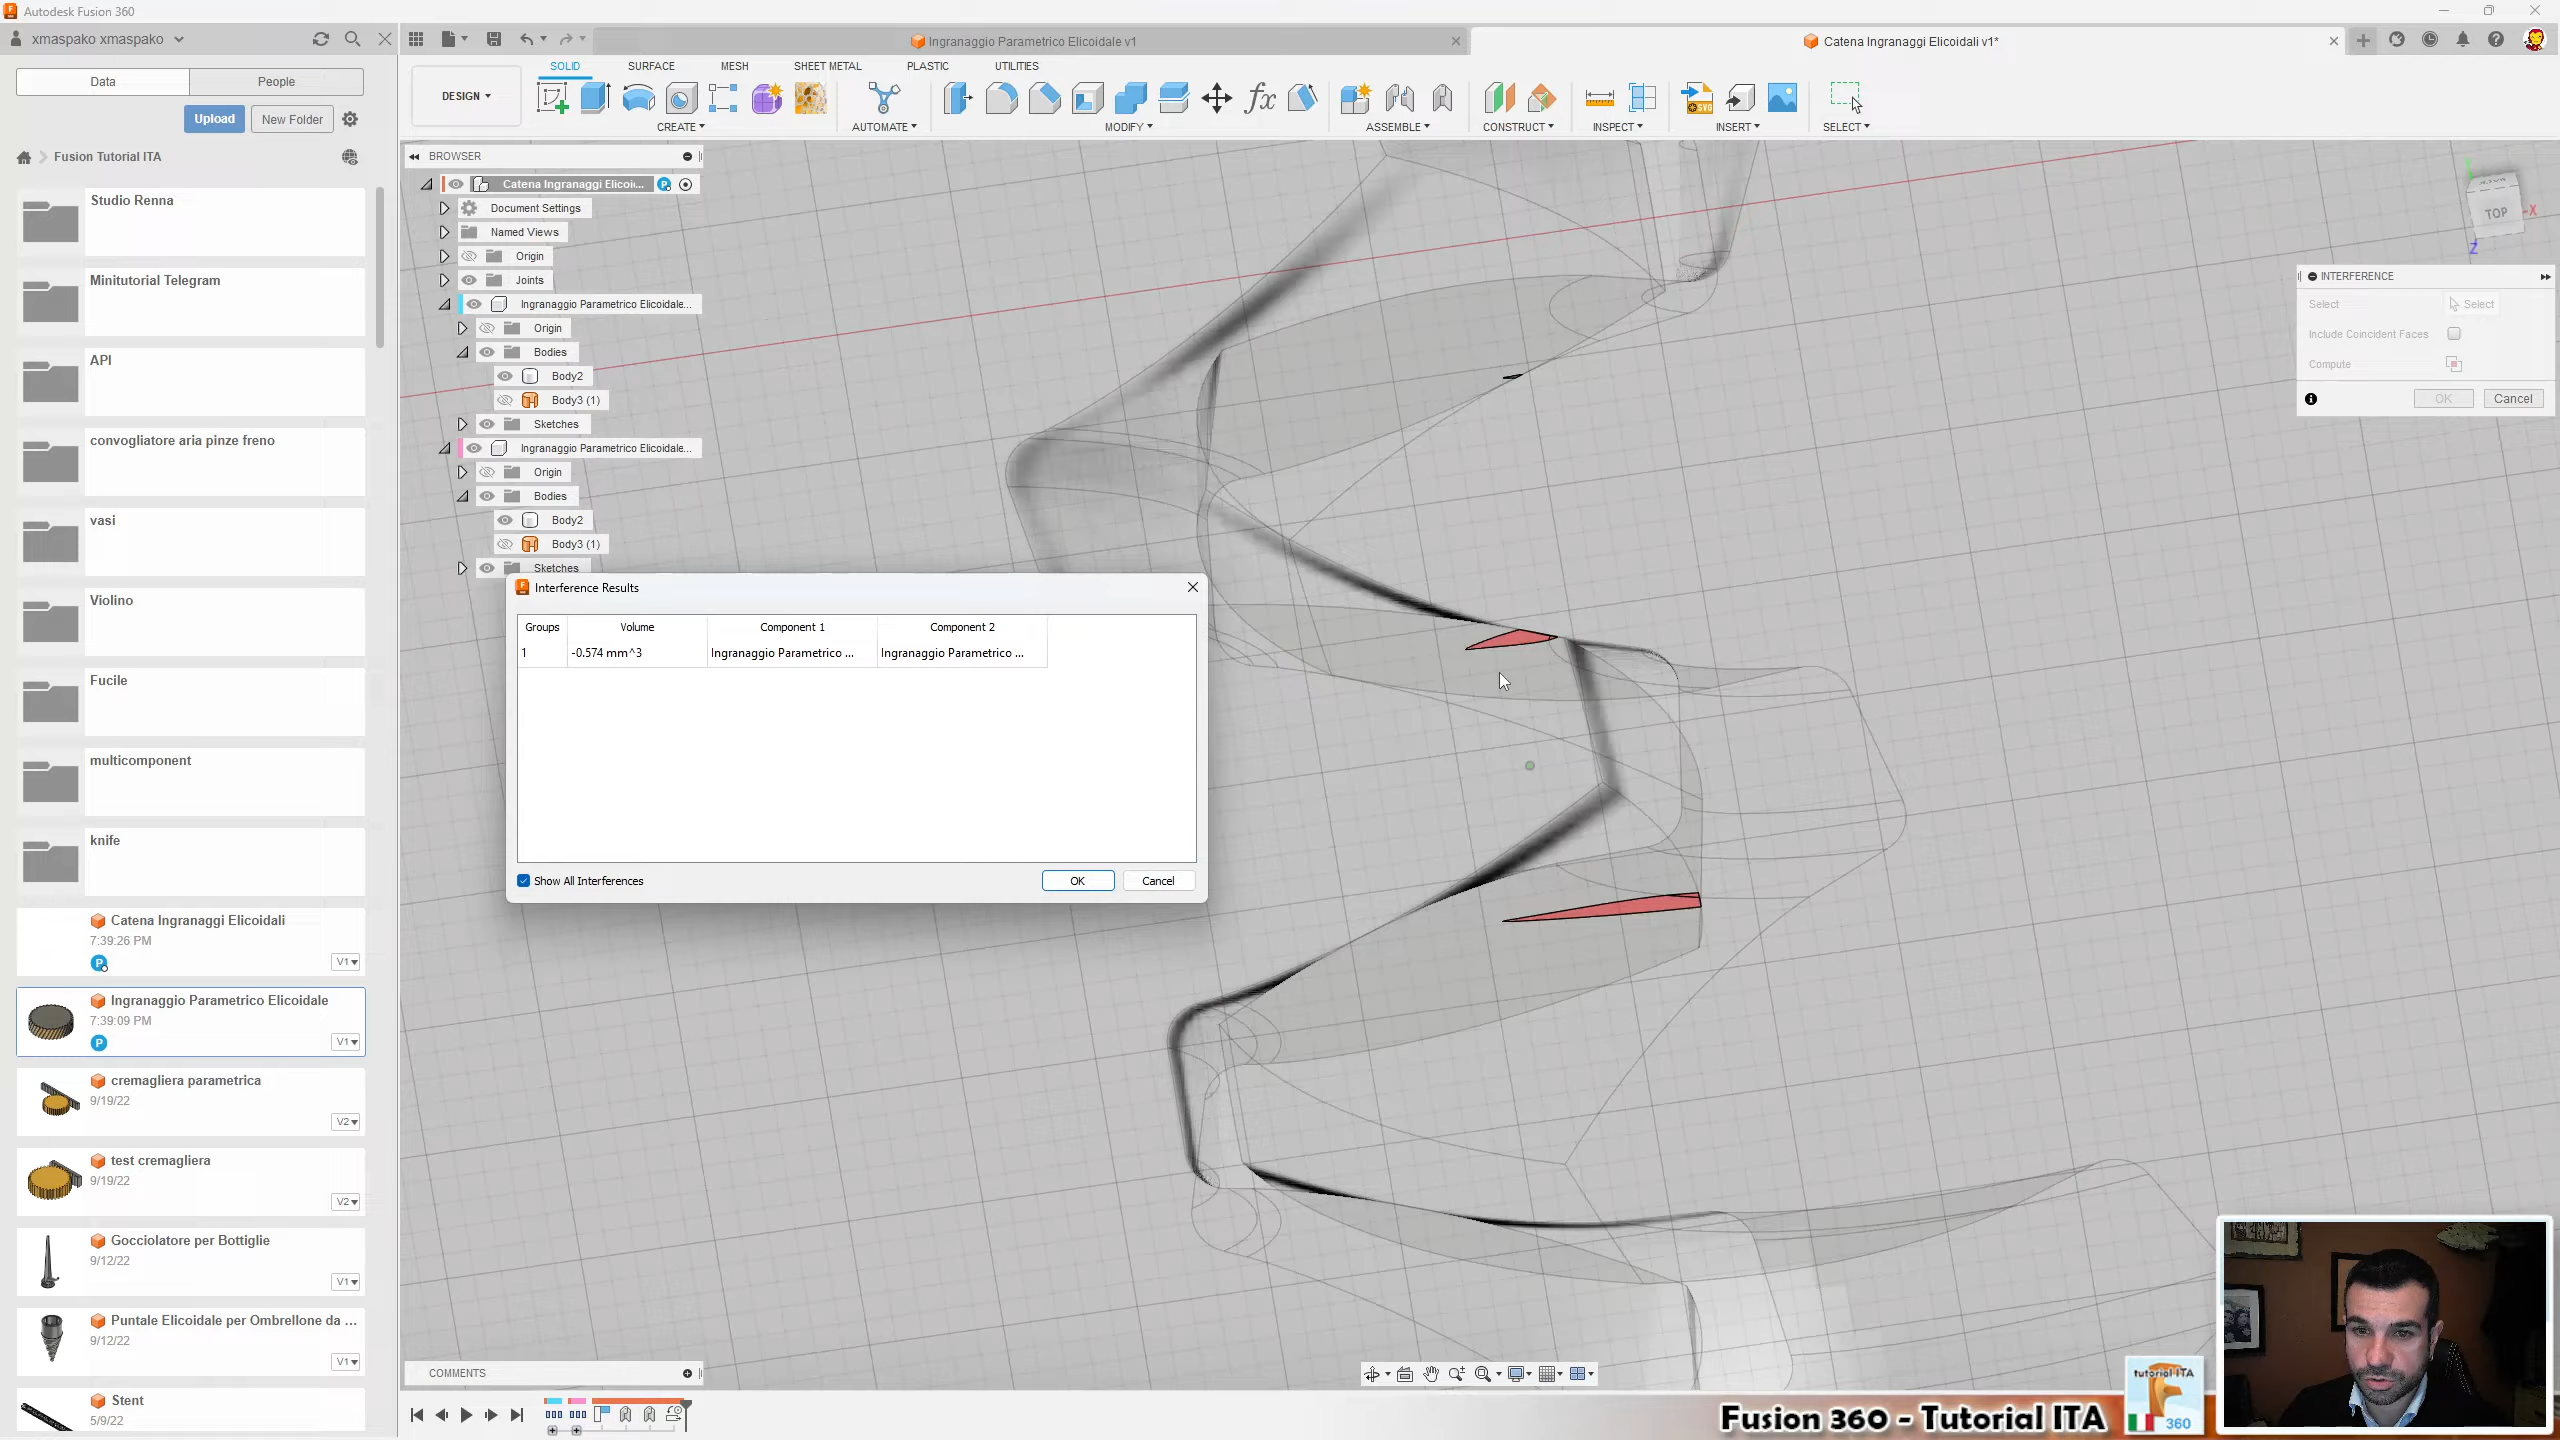 Autodesk Fusion 360
xmaspako xmaspako
Ingranaggio Parametrico Elicoidale v1
Catena Ingranaggi Elicoidali v1*
Data
People
Upload
New Folder
Fusion Tutorial ITA
Studio Renna
Minitutorial Telegram
API
convogliatore aria pinze freno
vasi
Violino
Fucile
multicomponent
knife
Catena Ingranaggi Elicoidali
7:39:26 PM
P
V1
Ingranaggio Parametrico Elicoidale
7:39:09 PM
P
V1
cremagliera parametrica
9/19/22
V2
test cremagliera
9/19/22
V2
Gocciolatore per Bottiglie
9/12/22
V1
Puntale Elicoidale per Ombrellone da ...
9/12/22
V1
Stent
5/9/22
SOLID
SURFACE
MESH
SHEET METAL
PLASTIC
UTILITIES
DESIGN
fx
SVG
CREATE
AUTOMATE
MODIFY
ASSEMBLE
CONSTRUCT
INSPECT
INSERT
SELECT
BROWSER
Catena Ingranaggi Elicoi...
P
Document Settings
Named Views
Origin
Joints
Ingranaggio Parametrico Elicoidale...
Origin
Bodies
Body2
Body3 (1)
Sketches
Ingranaggio Parametrico Elicoidale...
Origin
Bodies
Body2
Body3 (1)
Sketches
TOP
X
Y
Z
INTERFERENCE
Select
Select
Include Coincident Faces
Compute
OK
Cancel
Interference Results
Groups Volume Component 1 Component 2
1 -0.574 mm^3 Ingranaggio Parametrico ... Ingranaggio Parametrico ...
Show All Interferences
OK
Cancel
COMMENTS
Fusion 360 - Tutorial ITA
tutorial ITA
360